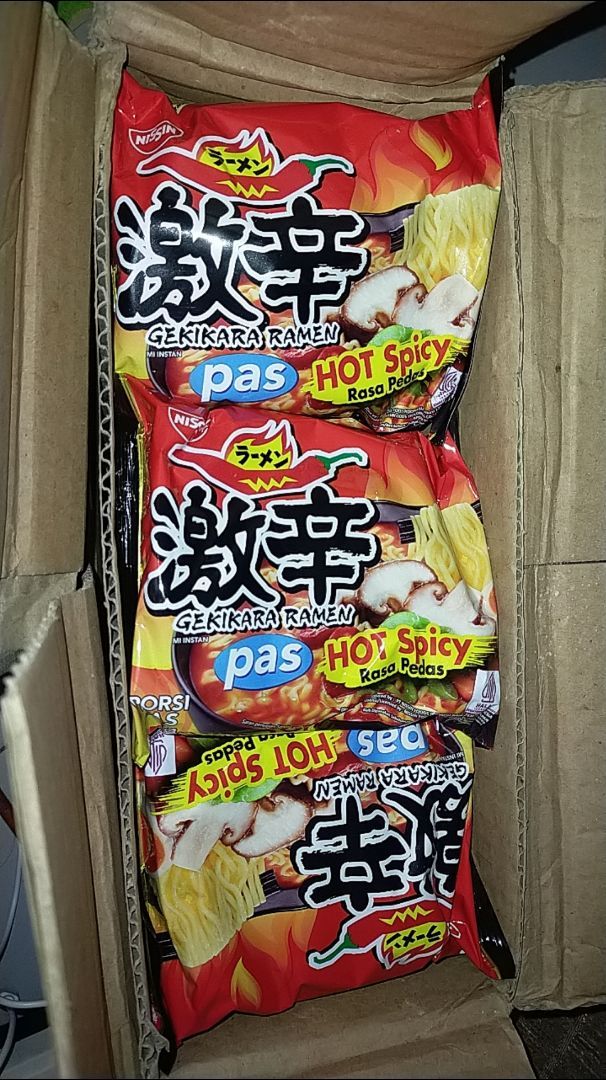 NISSIN
ラーメン
激辛
GEKIKARA RAMEN
MI INSTAN
pas
HOT Spicy
Rasa Pedas
NISSIN
ラーメン
激辛
GEKIKARA RAMEN
MI INSTAN
pas
HOT Spicy
Rasa Pedas
PORSI
HALAL
pas
HOT Spicy
Rasa Pedas
GEKIKARA RAMEN
激辛
ラーメン